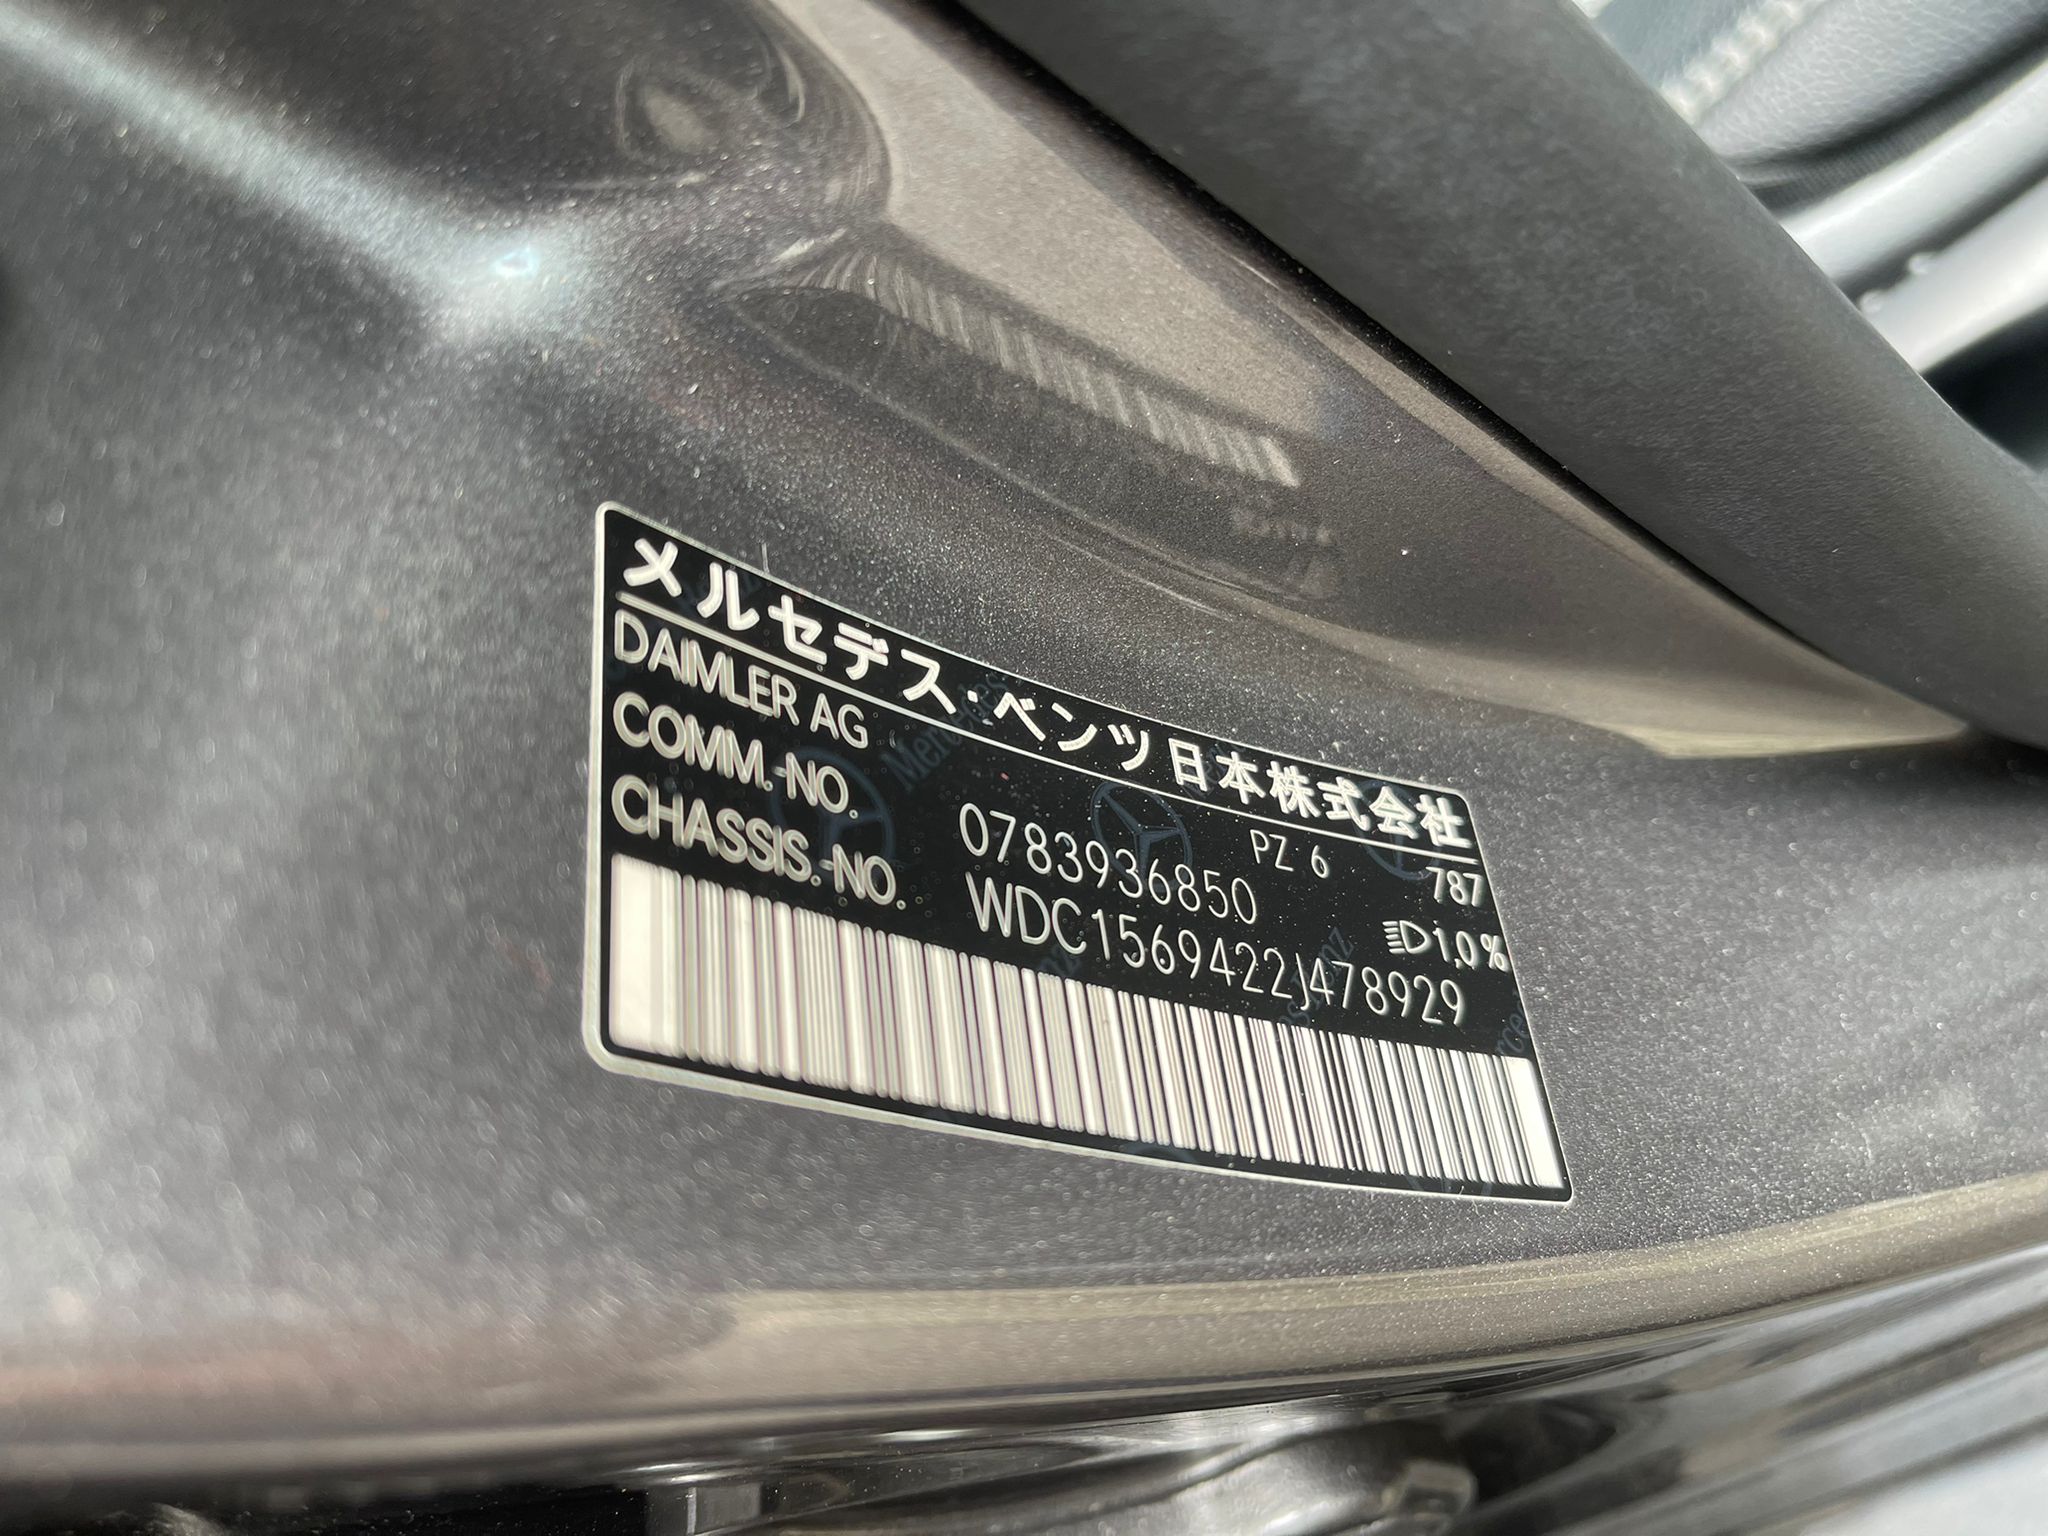 メルセデス・ベンツ日本株式会社
DAIMLER AG PZ 6 787
COMM.-NO. 0783936850 1,0%
CHASSIS.-NO. WDC1569422J478929